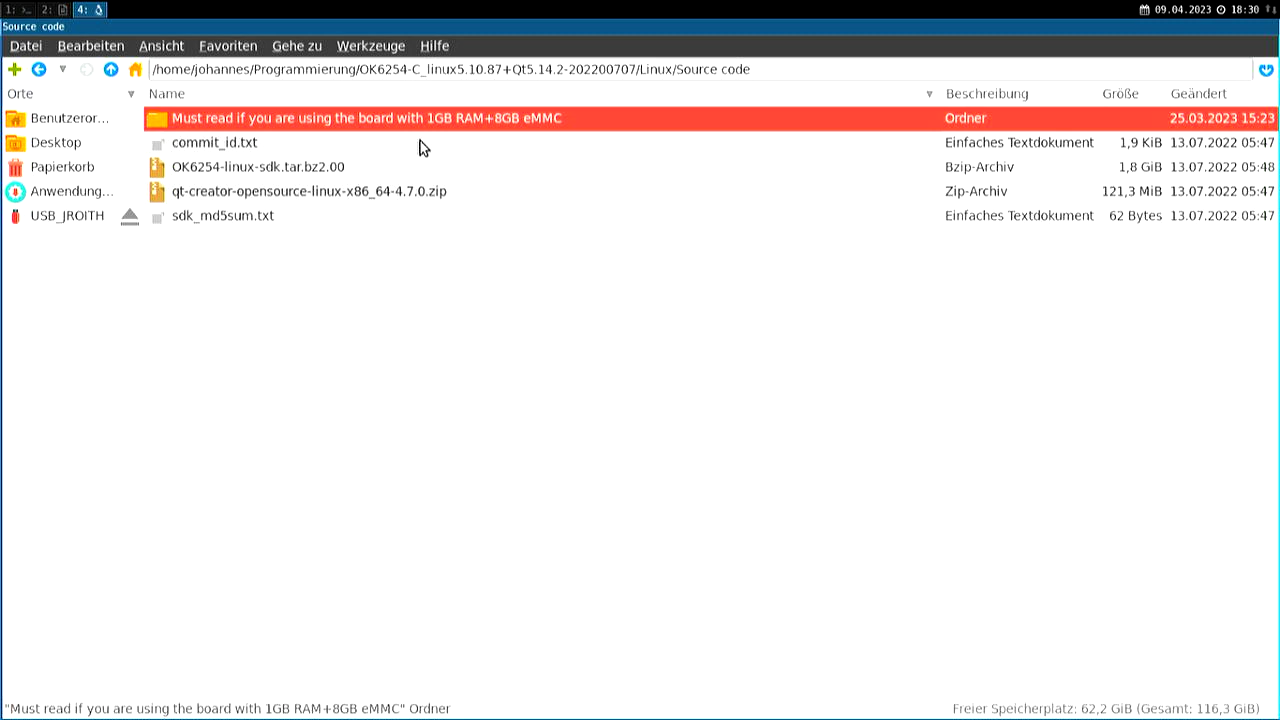 1: 2: 4: 09.04.2023 18:30
Source code
Datei Bearbeiten Ansicht Favoriten Gehe zu Werkzeuge Hilfe
/home/johannes/Programmierung/OK6254-C_linux5.10.87+Qt5.14.2-202200707/Linux/Source code
Orte Name Beschreibung Größe Geändert
Benutzeror... Must read if you are using the board with 1GB RAM+8GB eMMC Ordner 25.03.2023 15:23
Desktop commit_id.txt Einfaches Textdokument 1,9 KiB 13.07.2022 05:47
Papierkorb OK6254-linux-sdk.tar.bz2.00 Bzip-Archiv 1,8 GiB 13.07.2022 05:48
Anwendung... qt-creator-opensource-linux-x86_64-4.7.0.zip Zip-Archiv 121,3 MiB 13.07.2022 05:47
USB_JROITH sdk_md5sum.txt Einfaches Textdokument 62 Bytes 13.07.2022 05:47
"Must read if you are using the board with 1GB RAM+8GB eMMC" Ordner Freier Speicherplatz: 62,2 GiB (Gesamt: 116,3 GiB)